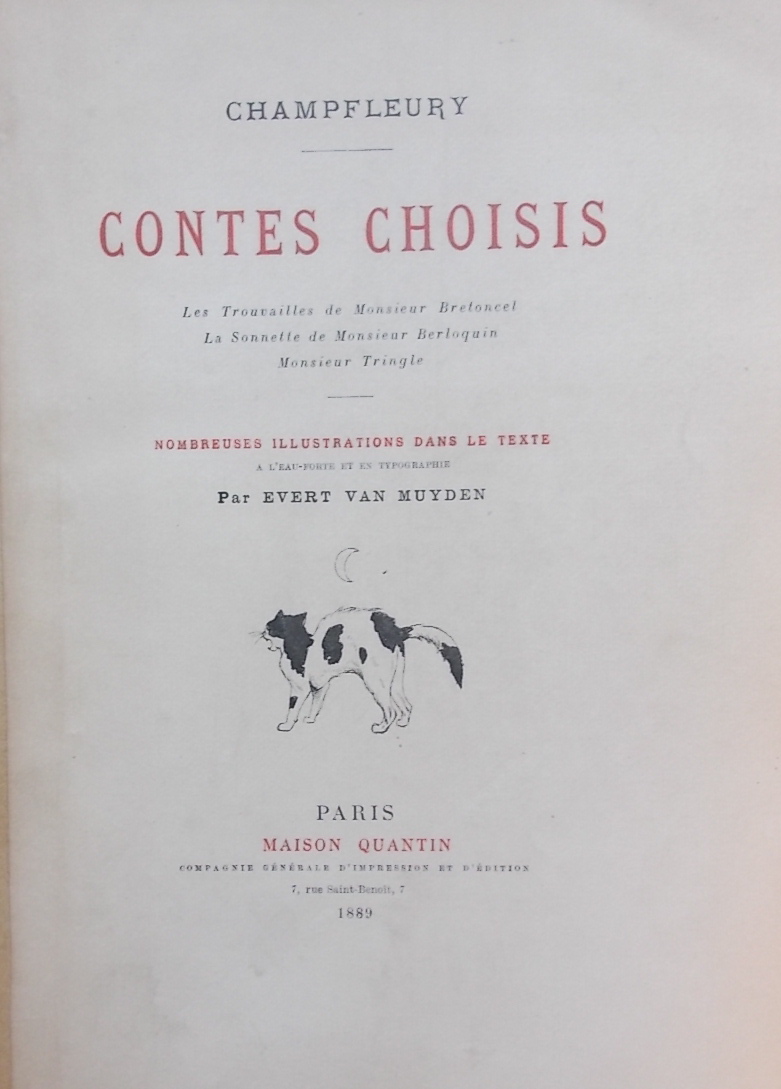 CHAMPFLEURY
CONTES CHOISIS
Les Trouvailles de Monsieur Bretoncel
La Sonnette de Monsieur Berloquin
Monsieur Tringle
NOMBREUSES ILLUSTRATIONS DANS LE TEXTE
A L'EAU-FORTE ET EN TYPOGRAPHIE
Par EVERT VAN MUYDEN
PARIS
MAISON QUANTIN
COMPAGNIE GÉNÉRALE D'IMPRESSION ET D'ÉDITION
7, rue Saint-Benoit, 7
1889